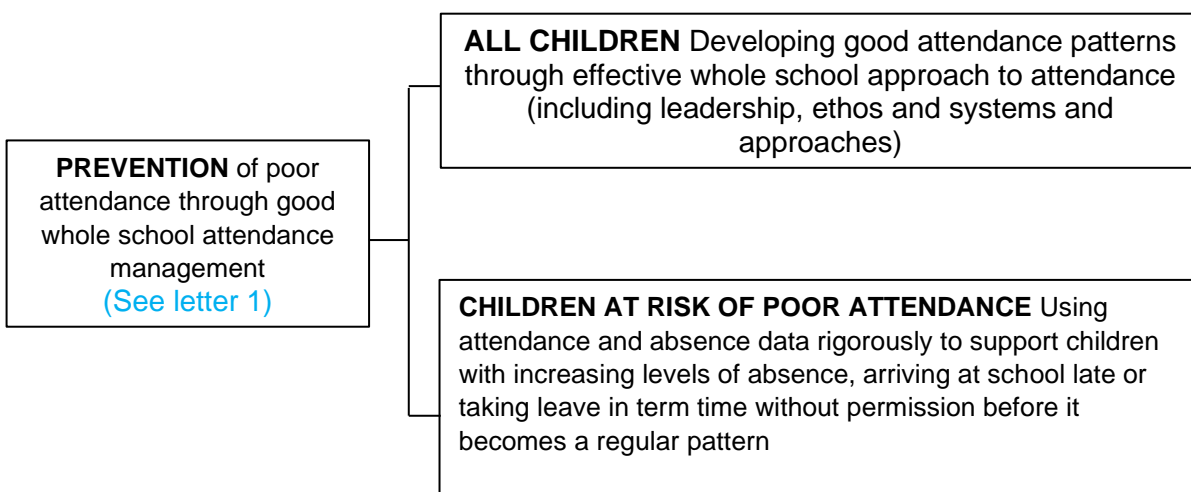 PREVENTION of poor
attendance through good
whole school attendance
management
(See letter 1)
ALL CHILDREN Developing good attendance patterns
through effective whole school approach to attendance
(including leadership, ethos and systems and
approaches)
CHILDREN AT RISK OF POOR ATTENDANCE Using
attendance and absence data rigorously to support children
with increasing levels of absence, arriving at school late or
taking leave in term time without permission before it
becomes a regular pattern